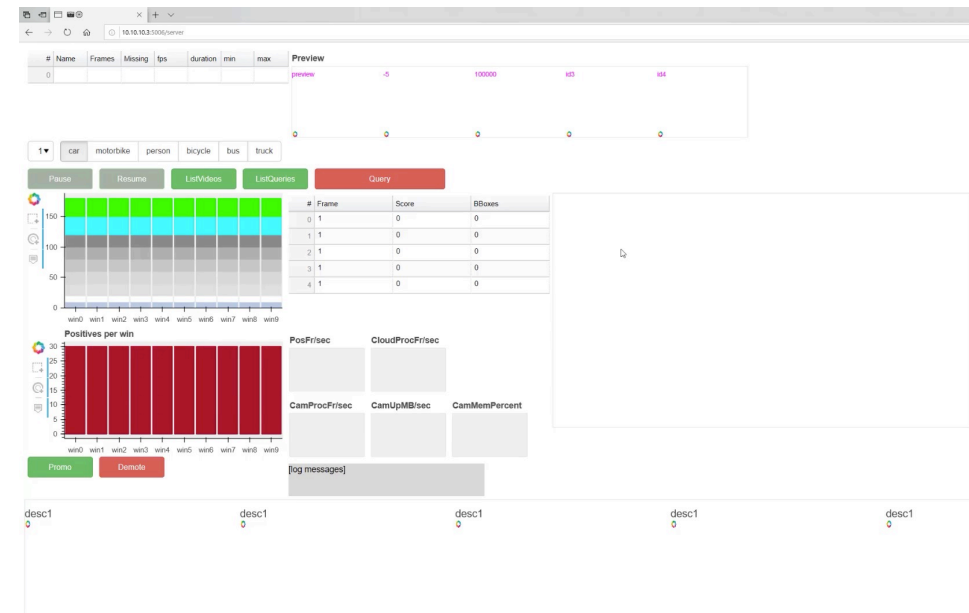 10.10.10.3:5006/server
# Name Frames Missing fps duration min max
0
Preview
preview -5 100000 id3 id4
1▾ car motorbike person bicycle bus truck
Pause Resume ListVideos ListQueries Query
150
100
50
0
win0 win1 win2 win3 win4 win5 win6 win7 win8 win9
# Frame Score BBoxes
0 1 0 0
1 1 0 0
2 1 0 0
3 1 0 0
4 1 0 0
Positives per win
30
25
20
15
10
5
0
win0 win1 win2 win3 win4 win5 win6 win7 win8 win9
PosFr/sec CloudProcFr/sec
CamProcFr/sec CamUpMB/sec CamMemPercent
Promo Demote
[log messages]
desc1 desc1 desc1 desc1 desc1